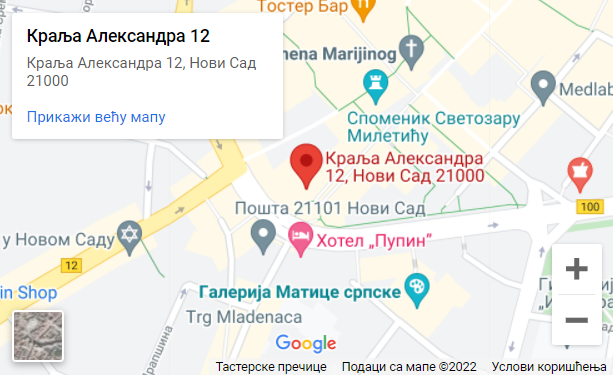 Тостер Бар
Краља Александра 12
Краља Александра 12, Нови Сад
21000
Прикажи већу мапу
mena Marijinog
Medlab
Споменик Светозару
Милетићу
Краља Александра
12, Нови Сад 21000
100
Пошта 21101 Нови Сад
у Новом Саду
Хотел „Пупин”
12
in Shop
Галерија Матице српске
Trg Mladenaca
Google
Тастерске пречице
Подаци са мапе ©2022
Услови коришћења